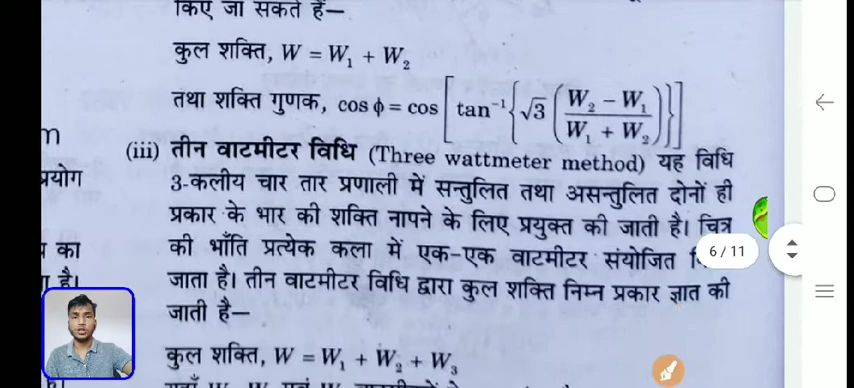 किए जा सकते हैं—
कुल शक्ति, W = W₁ + W₂
तथा शक्ति गुणक, cos ϕ = cos [ tan⁻¹ { √3 ( (W₂ − W₁) / (W₁ + W₂) ) } ]
(iii) तीन वाटमीटर विधि (Three wattmeter method) यह विधि
3-कलीय चार तार प्रणाली में सन्तुलित तथा असन्तुलित दोनों ही
प्रकार के भार की शक्ति नापने के लिए प्रयुक्त की जाती है। चित्र
की भाँति प्रत्येक कला में एक-एक वाटमीटर संयोजित
जाता है। तीन वाटमीटर विधि द्वारा कुल शक्ति निम्न प्रकार ज्ञात की
जाती है—
कुल शक्ति, W = W₁ + W₂ + W₃
m
प्रयोग
का
है।
6/11